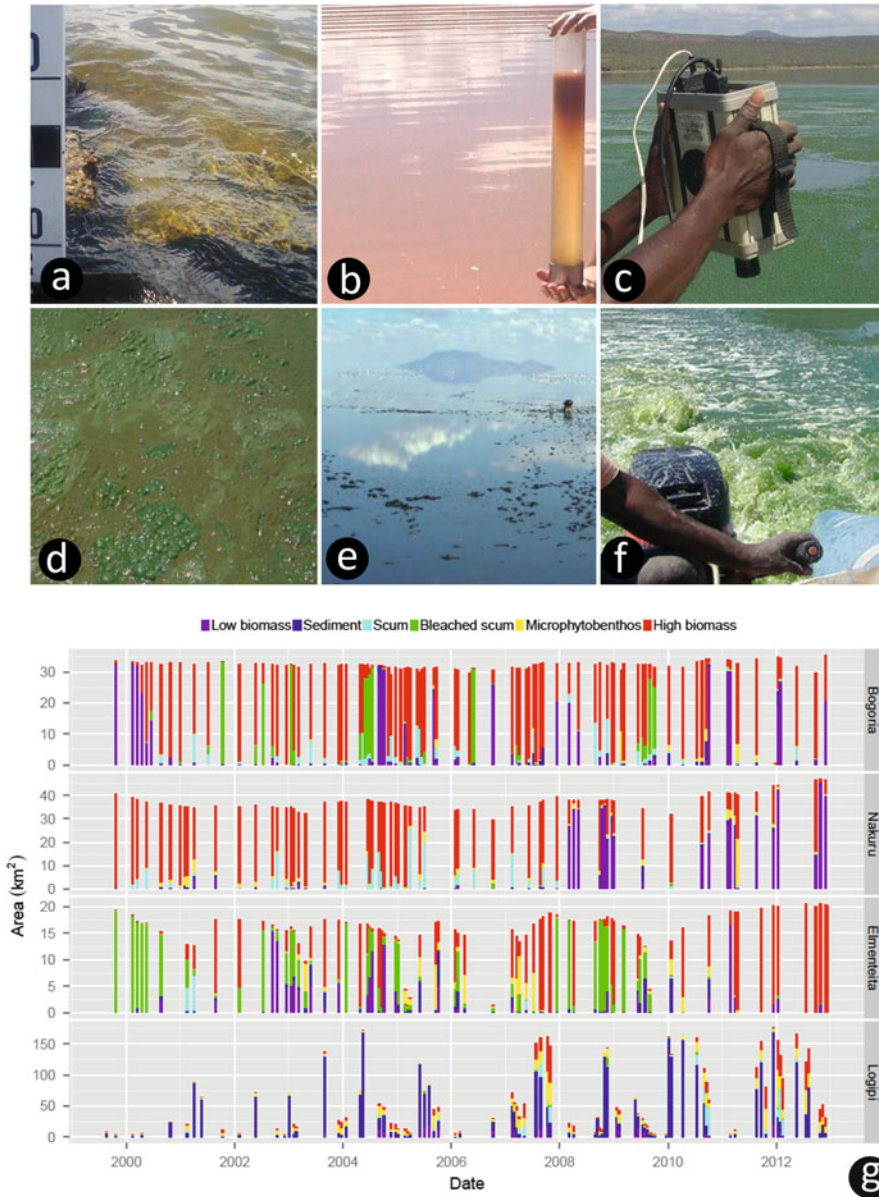 a
b
c
d
e
f
Low biomass Sediment Scum Bleached scum Microphytobenthos High biomass
30
20
10
0
Bogoria
40
30
20
10
0
Nakuru
20
15
10
5
0
Elmenteita
150
100
50
0
Logipi
Area (km²)
2000 2002 2004 2006 2008 2010 2012
Date
g